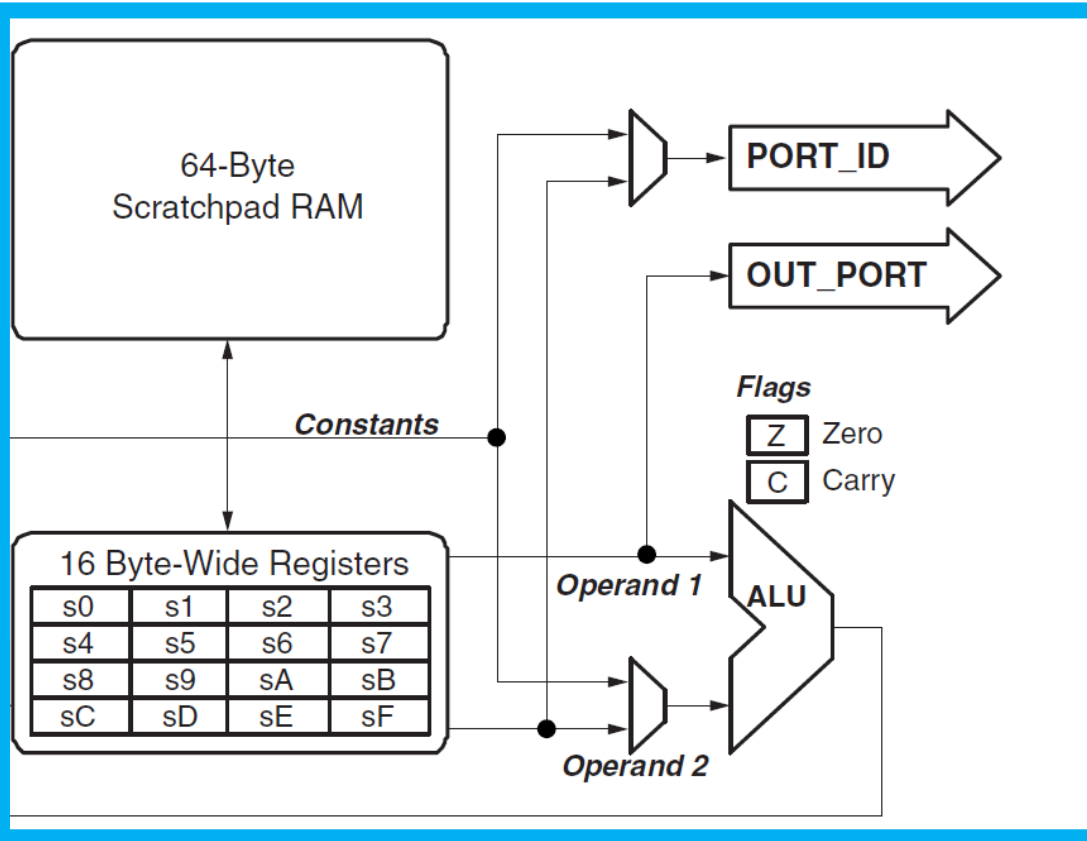 64-Byte
Scratchpad RAM
PORT_ID
OUT_PORT
Flags
Z Zero
C Carry
Constants
16 Byte-Wide Registers
s0 s1 s2 s3
s4 s5 s6 s7
s8 s9 sA sB
sC sD sE sF
Operand 1
ALU
Operand 2